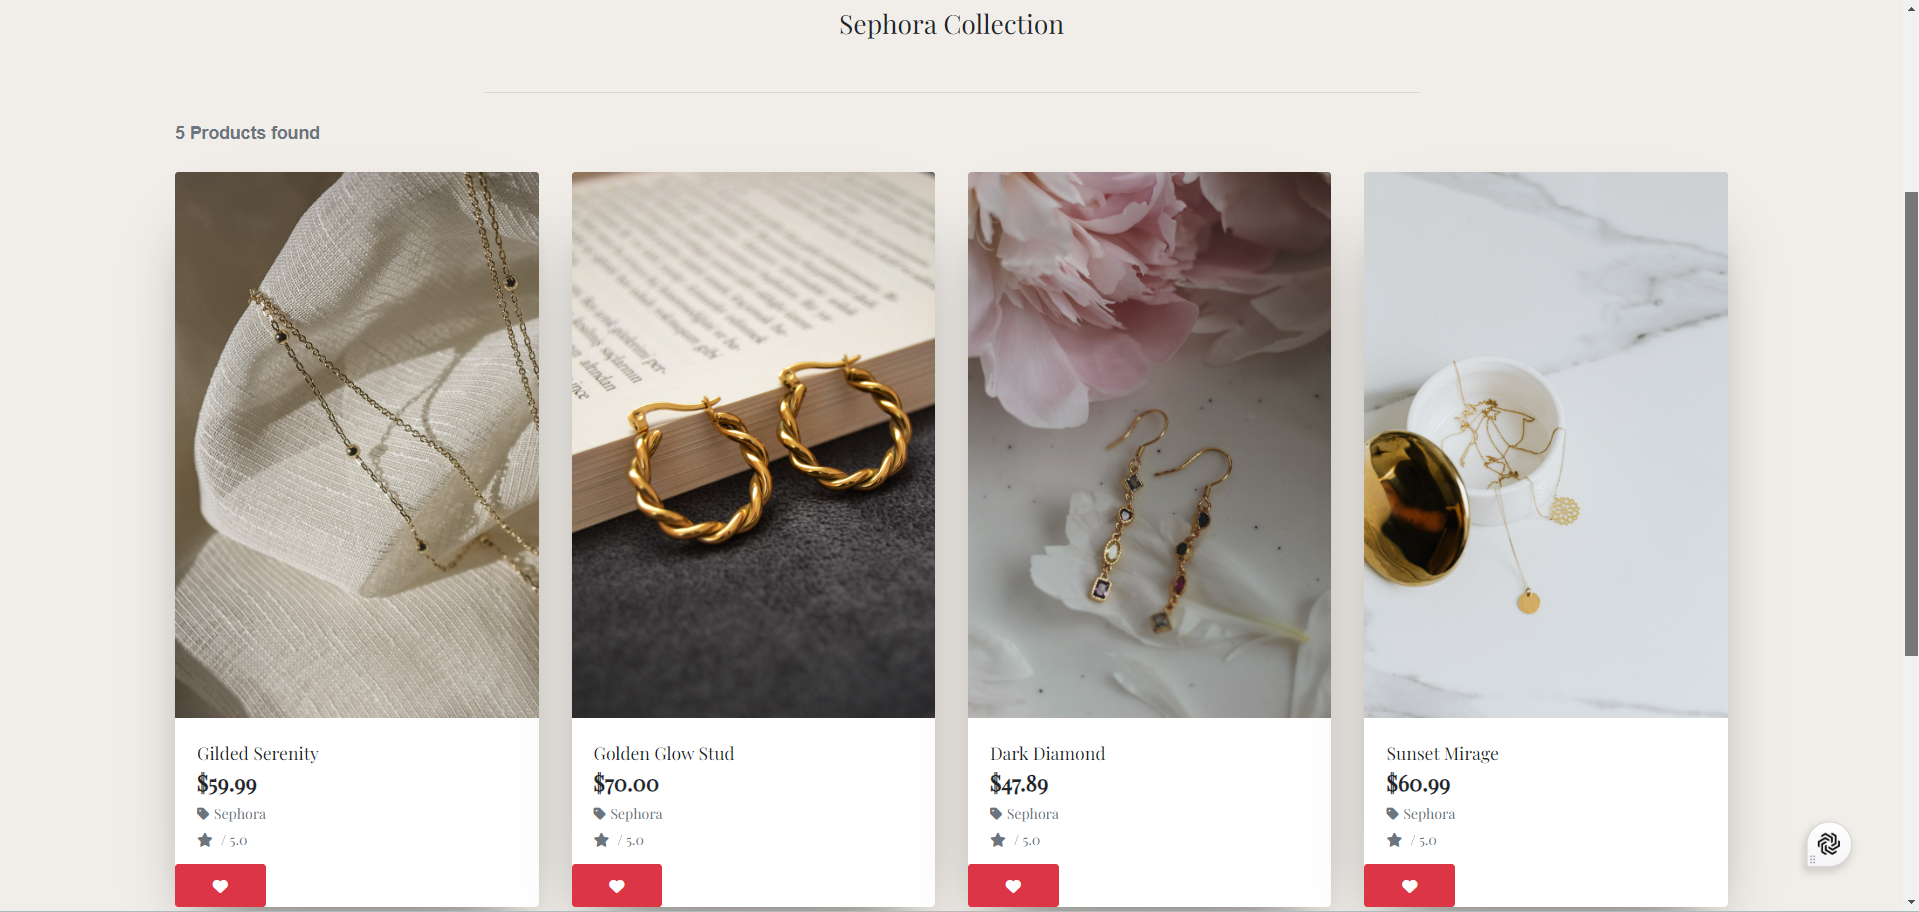 Sephora Collection
5 Products found
Gilded Serenity
$59.99
Sephora
/ 5.0
Golden Glow Stud
$70.00
Sephora
/ 5.0
Dark Diamond
$47.89
Sephora
/ 5.0
Sunset Mirage
$60.99
Sephora
/ 5.0